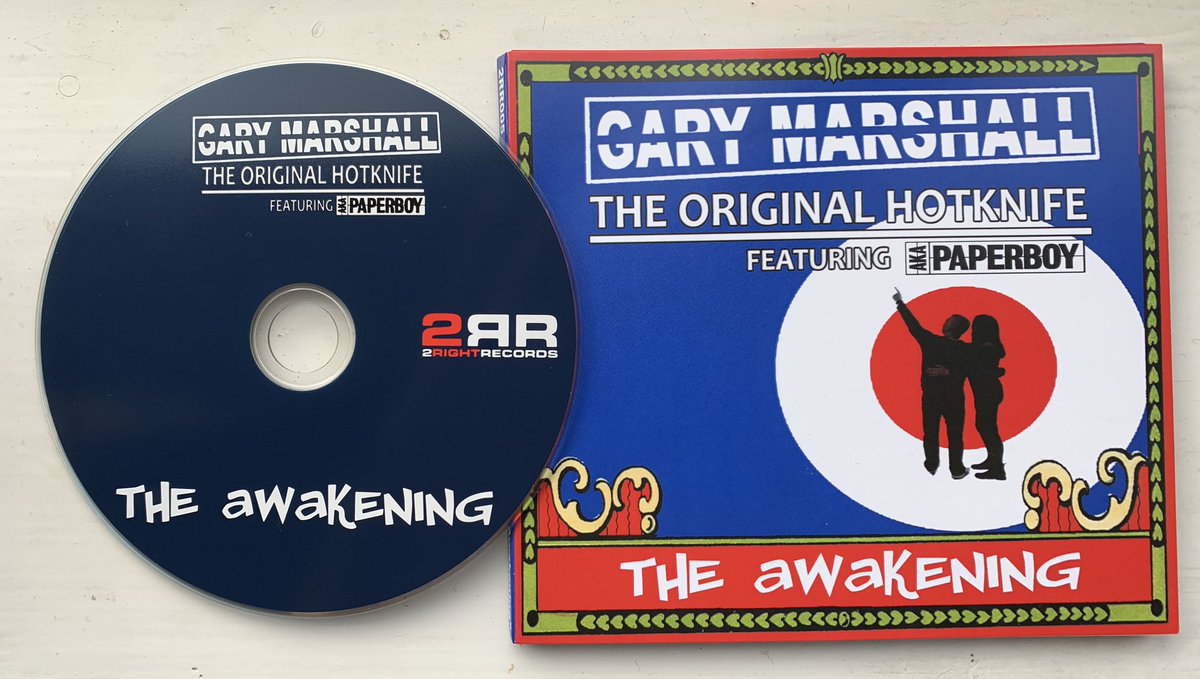 GARY MARSHALL
THE ORIGINAL HOTKNIFE
FEATURING AKA PAPERBOY
2RR
2RIGHTRECORDS
THE AWAKENING
2RR005
GARY MARSHALL
THE ORIGINAL HOTKNIFE
FEATURING AKA PAPERBOY
THE AWAKENING